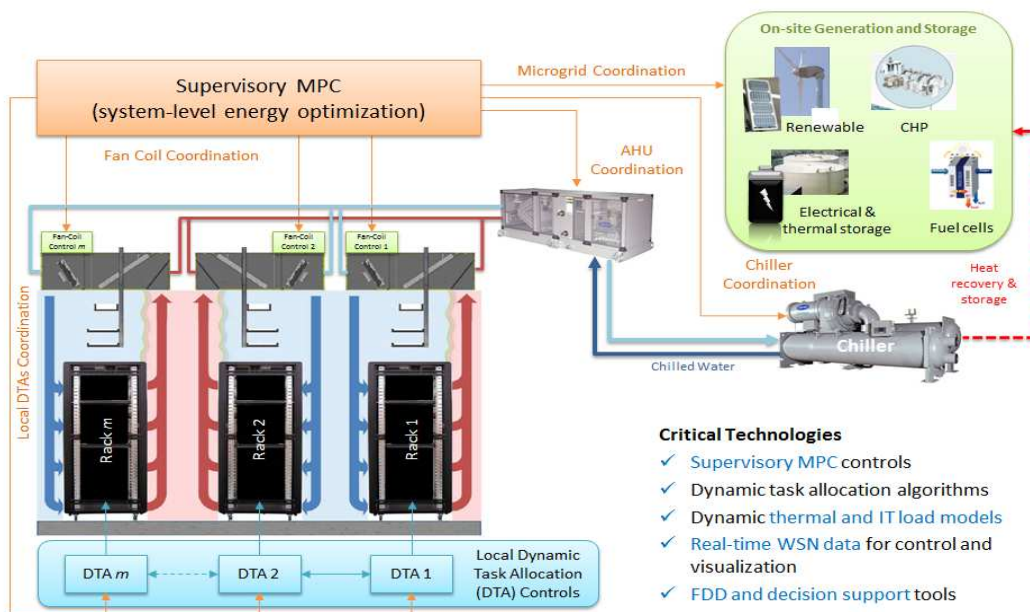 On-site Generation and Storage
Supervisory MPC
(system-level energy optimization)
Microgrid Coordination
Renewable
CHP
Electrical &
thermal storage
Fuel cells
Fan Coil Coordination
AHU
Coordination
Fan-Coil
Control m
Fan-Coil
Control 2
Fan-Coil
Control 1
Chiller
Coordination
Heat
recovery &
storage
Chiller
Chilled Water
Local DTAs Coordination
Rack m
Rack 2
Rack 1
DTA m
DTA 2
DTA 1
Local Dynamic
Task Allocation
(DTA) Controls
Critical Technologies
✓ Supervisory MPC controls
✓ Dynamic task allocation algorithms
✓ Dynamic thermal and IT load models
✓ Real-time WSN data for control and
visualization
✓ FDD and decision support tools